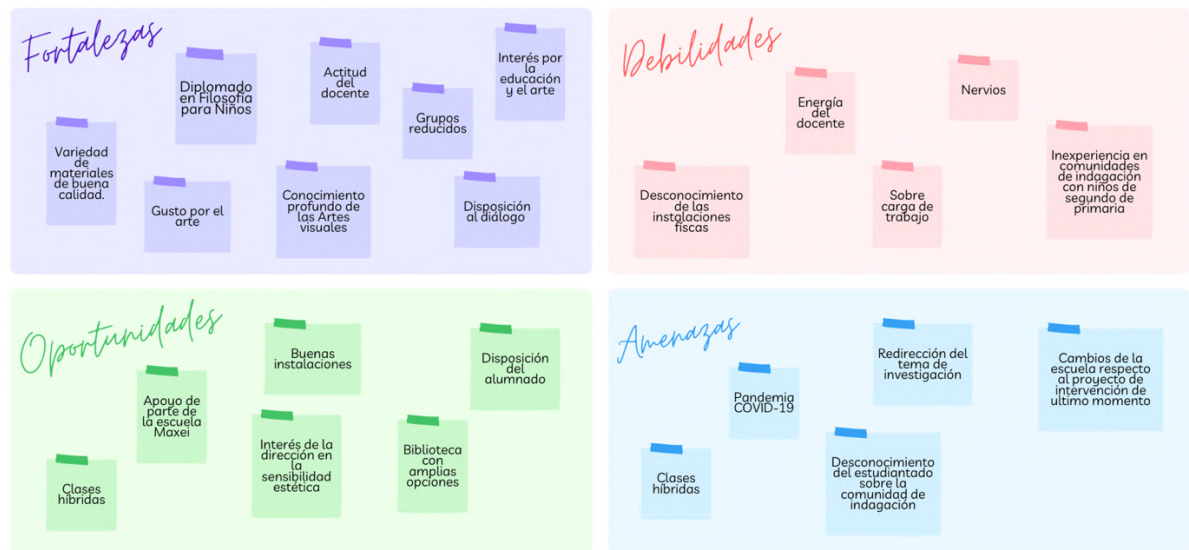 Fortalezas
Variedad
de
materiales
de buena
calidad.
Diplomado
en Filosofía
para Niños
Gusto por el
arte
Actitud
del
docente
Conocimiento
profundo de
las Artes
visuales
Grupos
reducidos
Interés por
la
educación
y el arte
Disposición
al diálogo
Debilidades
Desconocimiento
de las
instalaciones
físcas
Energía
del
docente
Sobre
carga de
trabajo
Nervios
Inexperiencia en
comunidades
de indagación
con niños de
segundo de
primaria
Oportunidades
Clases
híbridas
Apoyo de
parte de
la escuela
Maxei
Buenas
instalaciones
Interés de la
dirección en
la
sensibilidad
estética
Biblioteca
con
amplias
opciones
Disposición
del
alumnado
Amenazas
Clases
híbridas
Pandemia
COVID-19
Desconocimiento
del estudiantado
sobre la
comunidad de
indagación
Redirección del
tema de
investigación
Cambios de la
escuela respecto
al proyecto de
intervención de
ultimo momento